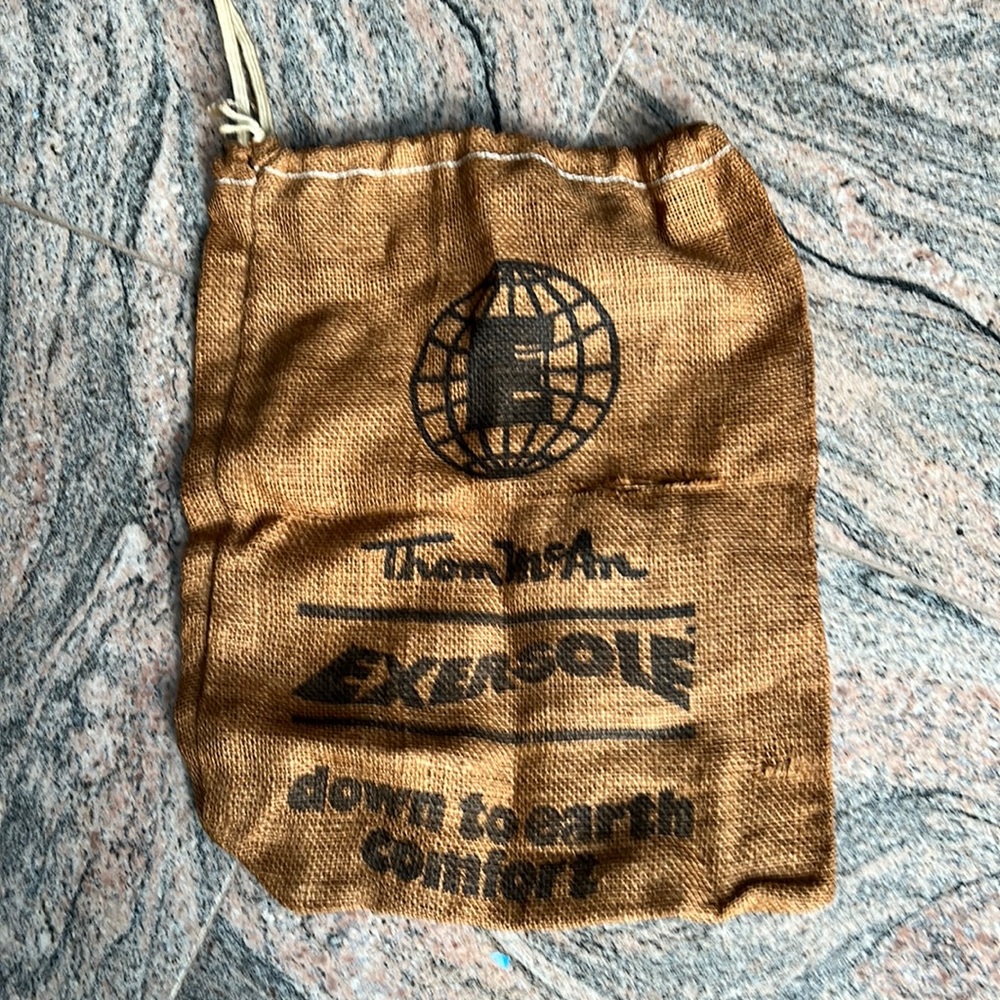 E
Thom McAn
EXERSOLE
down to earth
comfort